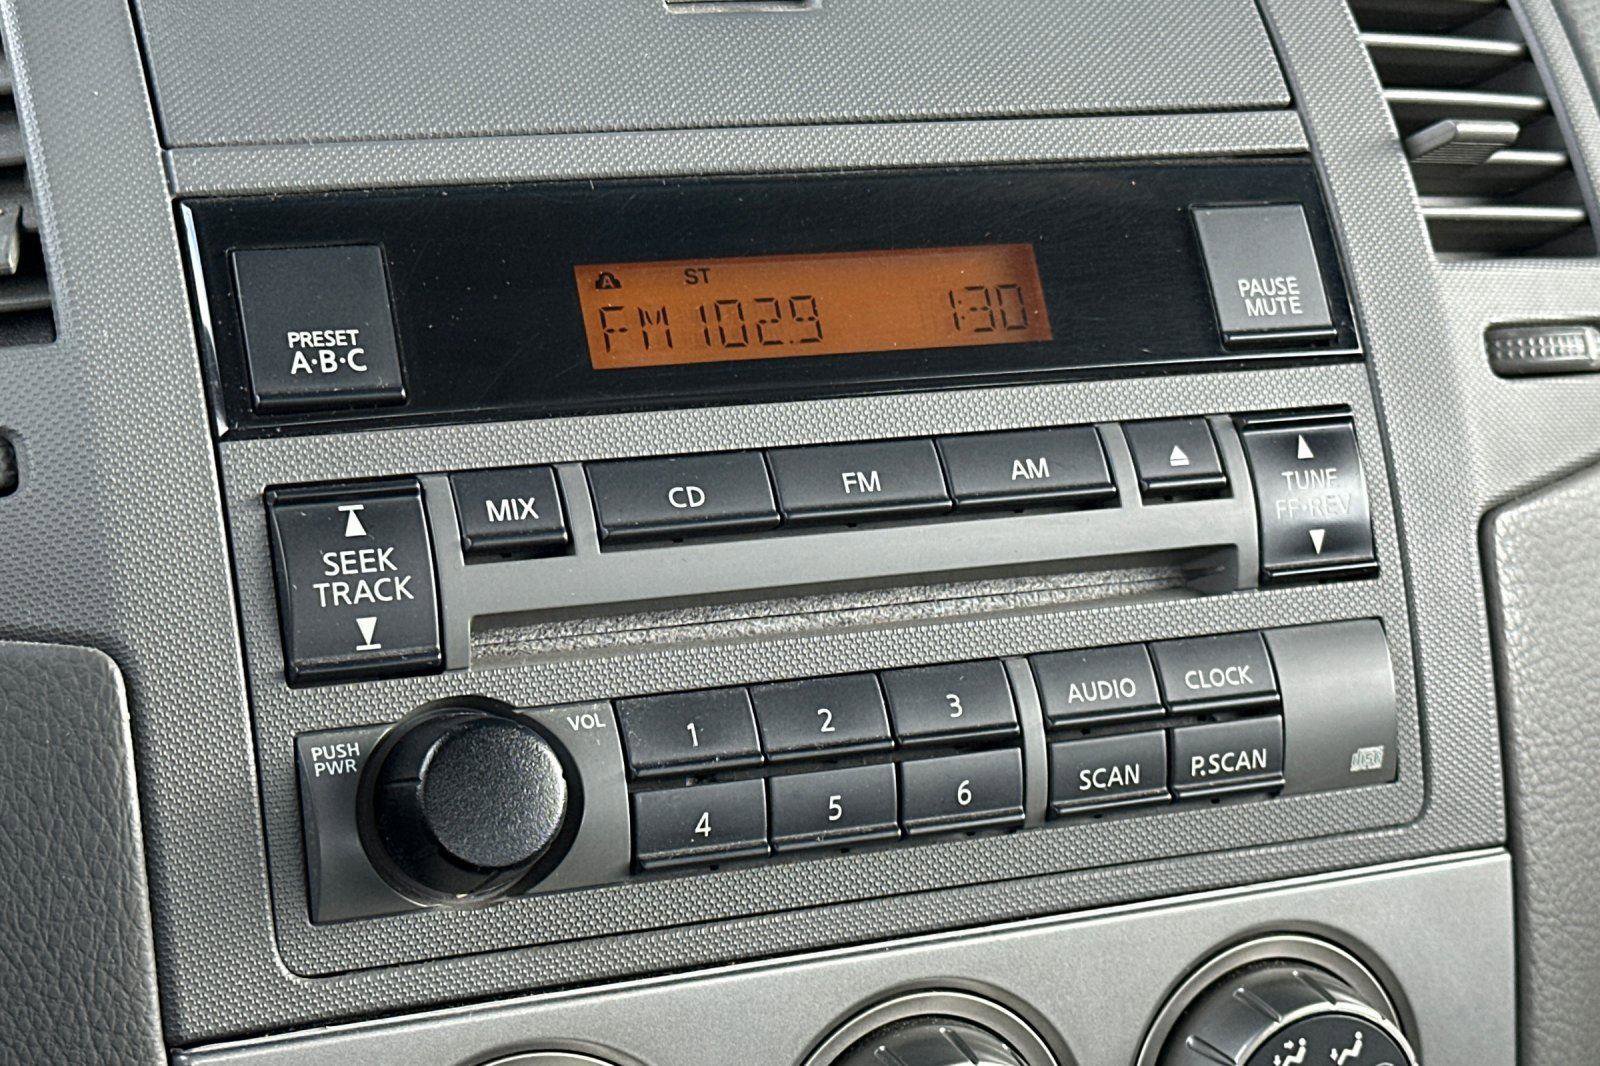 A ST
FM 102.9 1:30
PRESET
A·B·C
PAUSE
MUTE
MIX
CD
FM
AM
TUNE
FF·REV
SEEK
TRACK
PUSH
PWR
VOL
1
2
3
AUDIO
CLOCK
4
5
6
SCAN
P.SCAN